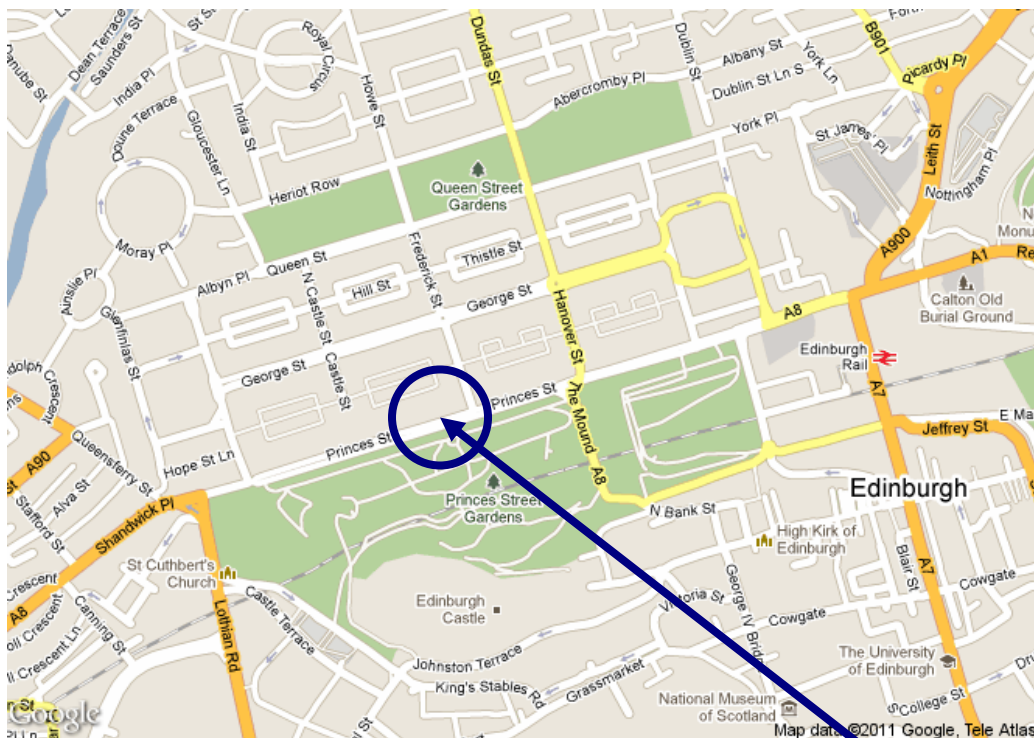 Danube St
Dean Terrace
Saunders St
India Pl
Royal Circus
Howe St
Dundas St
Dublin St
Albany St
Dublin St Ln S
York Ln
B901
Picardy Pl
Abercromby Pl
York Pl
St James' Pl
Leith St
Nottingham Pl
Doune Terrace
Gloucester Ln
India St
Heriot Row
Queen Street
Gardens
Moray Pl
Ainslie Pl
Albyn Pl
Queen St
N Castle St
Hill St
Frederick St
Thistle St
George St
Hanover St
A900
A1
Calton Old
Burial Ground
Glenfinlas St
George St
Castle St
A8
Edinburgh
Rail
A7
Princes St
The Mound
Princes St
A90
Queensferry St
Hope St Ln
Alva St
Stafford St
Shandwick Pl
Princes Street
Gardens
A8
N Bank St
Jeffrey St
Edinburgh
High Kirk of
Edinburgh
St Cuthbert's
Church
Crescent
A8
Canning St
Lothian Rd
Castle Terrace
Edinburgh
Castle
Victoria St
George IV Bridge
Blair St
A7
Cowgate
Cowgate
Johnston Terrace
Grassmarket
King's Stables Rd
The University
of Edinburgh
National Museum
of Scotland
College St
Google
Map data ©2011 Google, Tele Atlas